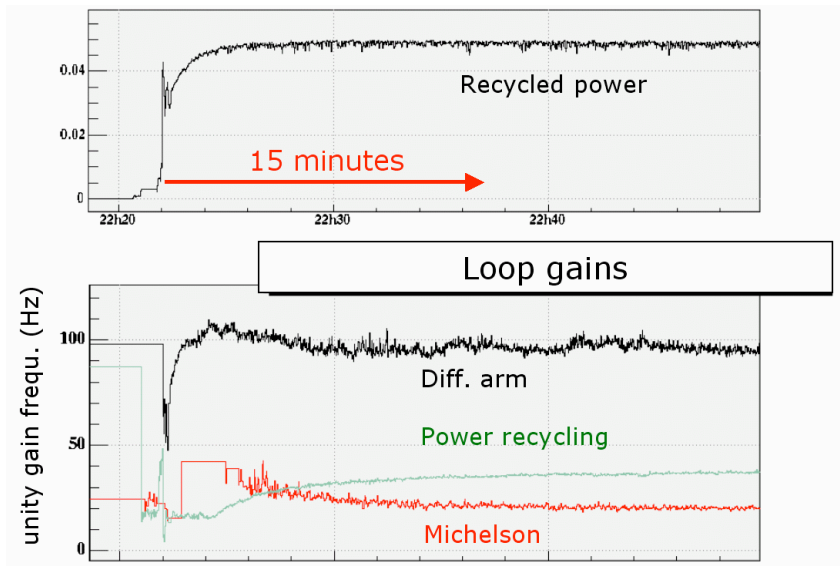 0.04
Recycled power
0.02
15 minutes
0
22h20
22h30
22h40
Loop gains
unity gain frequ. (Hz)
100
Diff. arm
50
Power recycling
Michelson
0